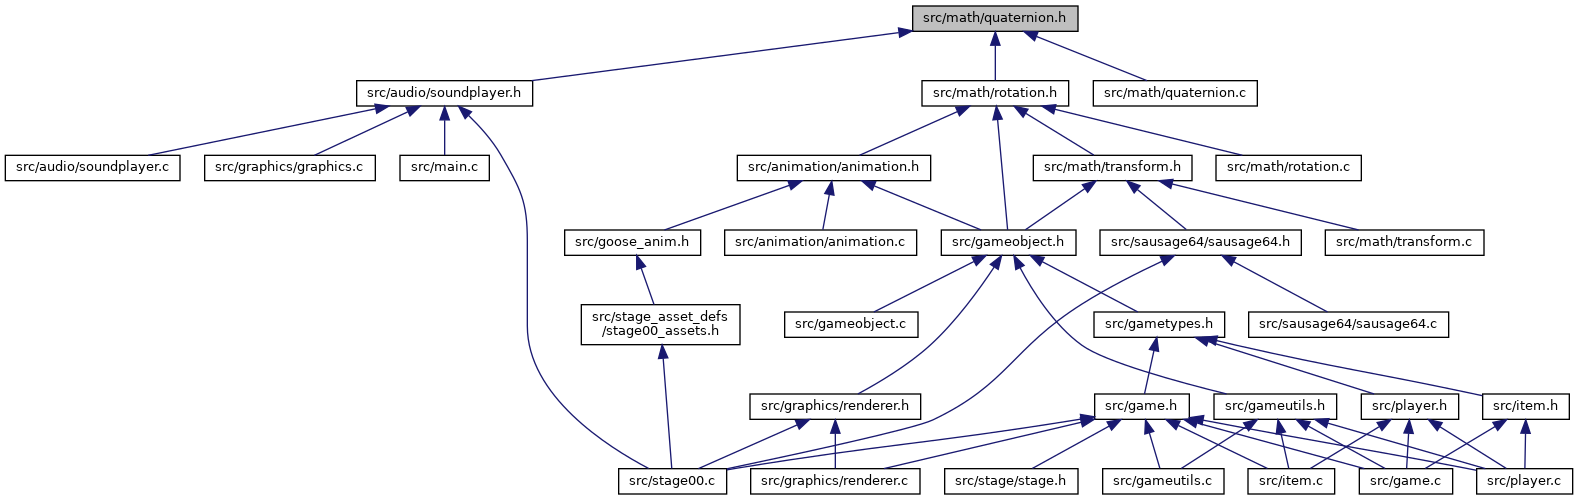 src/math/quaternion.h
src/audio/soundplayer.h
src/math/rotation.h
src/math/quaternion.c
src/audio/soundplayer.c
src/graphics/graphics.c
src/main.c
src/animation/animation.h
src/math/transform.h
src/math/rotation.c
src/goose_anim.h
src/animation/animation.c
src/gameobject.h
src/sausage64/sausage64.h
src/math/transform.c
src/stage_asset_defs
/stage00_assets.h
src/gameobject.c
src/gametypes.h
src/sausage64/sausage64.c
src/graphics/renderer.h
src/game.h
src/gameutils.h
src/player.h
src/item.h
src/stage00.c
src/graphics/renderer.c
src/stage/stage.h
src/gameutils.c
src/item.c
src/game.c
src/player.c